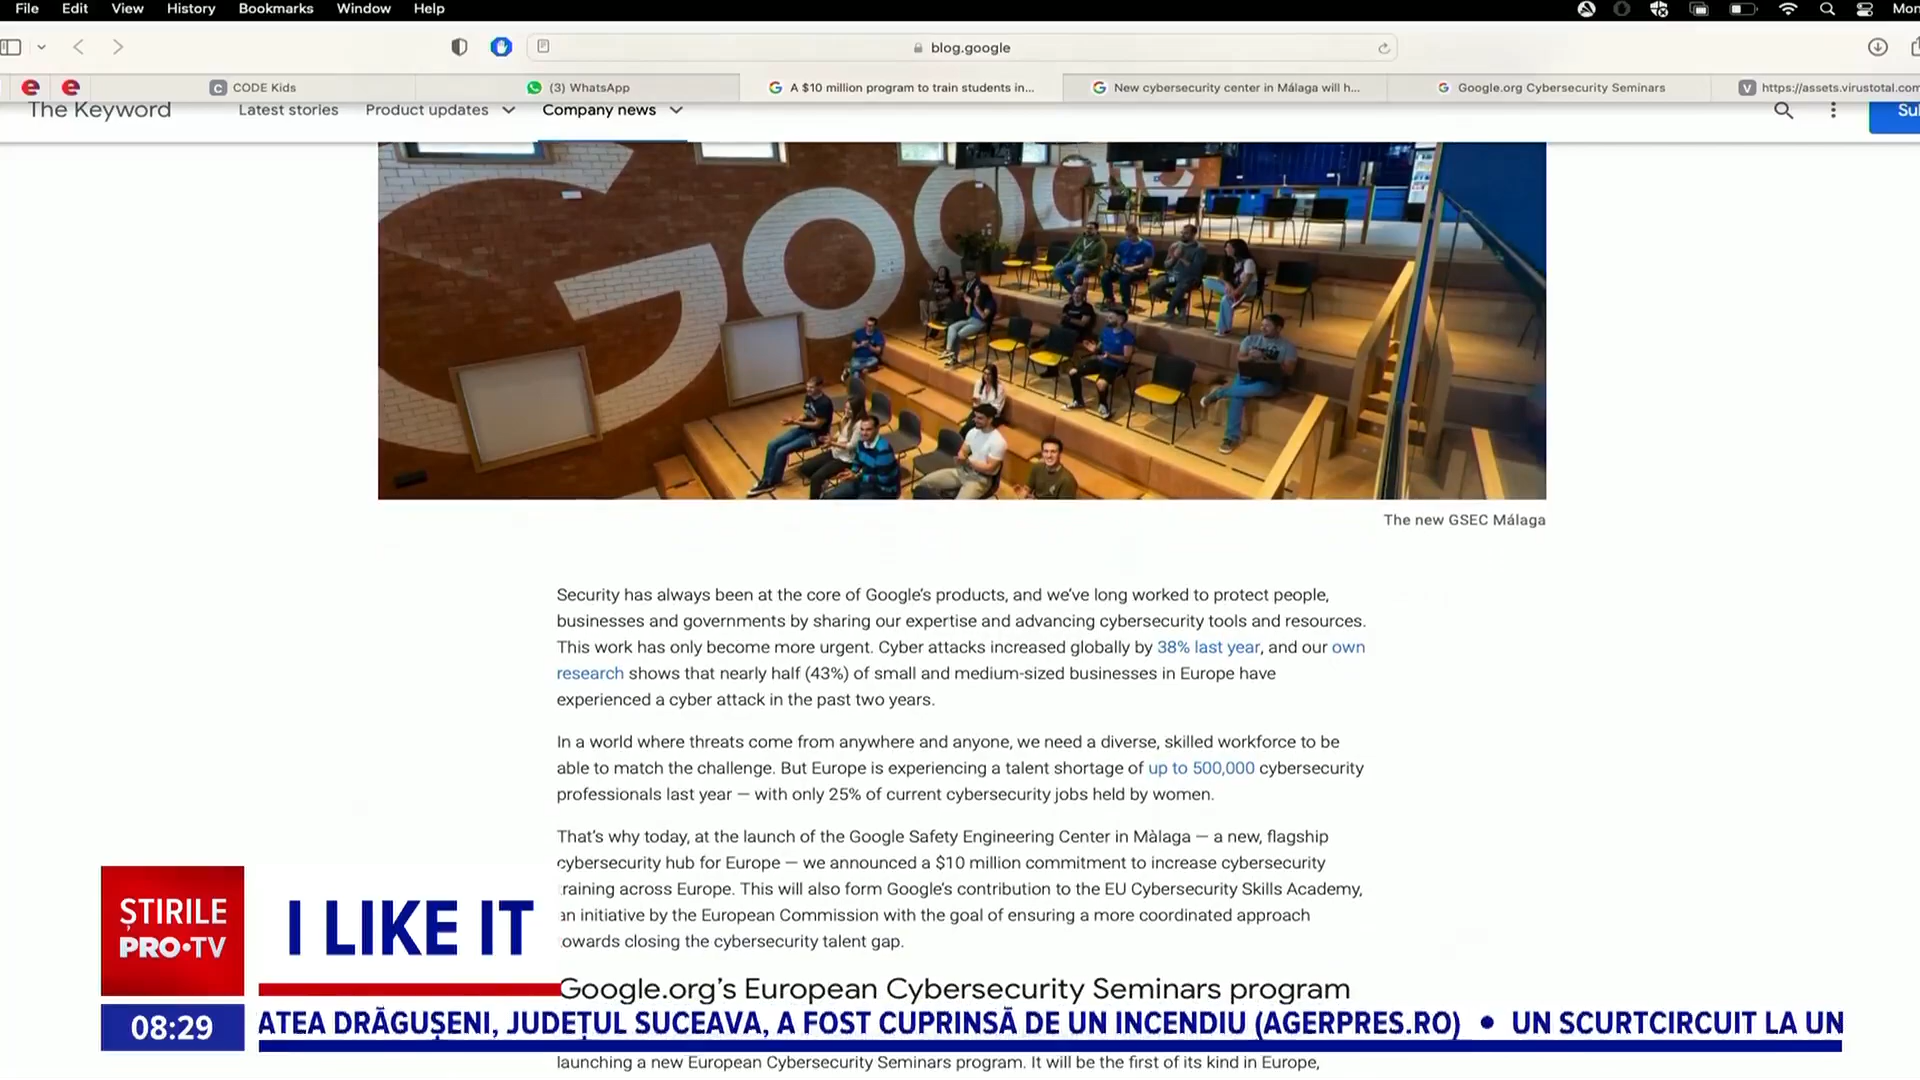 File Edit View History Bookmarks Window Help Mon
blog.google
CODE Kids (3) WhatsApp A $10 million program to train students in... New cybersecurity center in Málaga will h... Google.org Cybersecurity Seminars https://assets.virustotal.com
The Keyword Latest stories Product updates Company news Su
Google
The new GSEC Málaga
Security has always been at the core of Google's products, and we've long worked to protect people,
businesses and governments by sharing our expertise and advancing cybersecurity tools and resources.
This work has only become more urgent. Cyber attacks increased globally by 38% last year, and our own
research shows that nearly half (43%) of small and medium-sized businesses in Europe have
experienced a cyber attack in the past two years.
In a world where threats come from anywhere and anyone, we need a diverse, skilled workforce to be
able to match the challenge. But Europe is experiencing a talent shortage of up to 500,000 cybersecurity
professionals last year — with only 25% of current cybersecurity jobs held by women.
That's why today, at the launch of the Google Safety Engineering Center in Màlaga — a new, flagship
cybersecurity hub for Europe — we announced a $10 million commitment to increase cybersecurity
raining across Europe. This will also form Google's contribution to the EU Cybersecurity Skills Academy,
an initiative by the European Commission with the goal of ensuring a more coordinated approach
owards closing the cybersecurity talent gap.
Google.org's European Cybersecurity Seminars program
launching a new European Cybersecurity Seminars program. It will be the first of its kind in Europe,
ȘTIRILE
PRO•TV
I LIKE IT
08:29
ATEA DRĂGUȘENI, JUDEȚUL SUCEAVA, A FOST CUPRINSĂ DE UN INCENDIU (AGERPRES.RO) • UN SCURTCIRCUIT LA UN